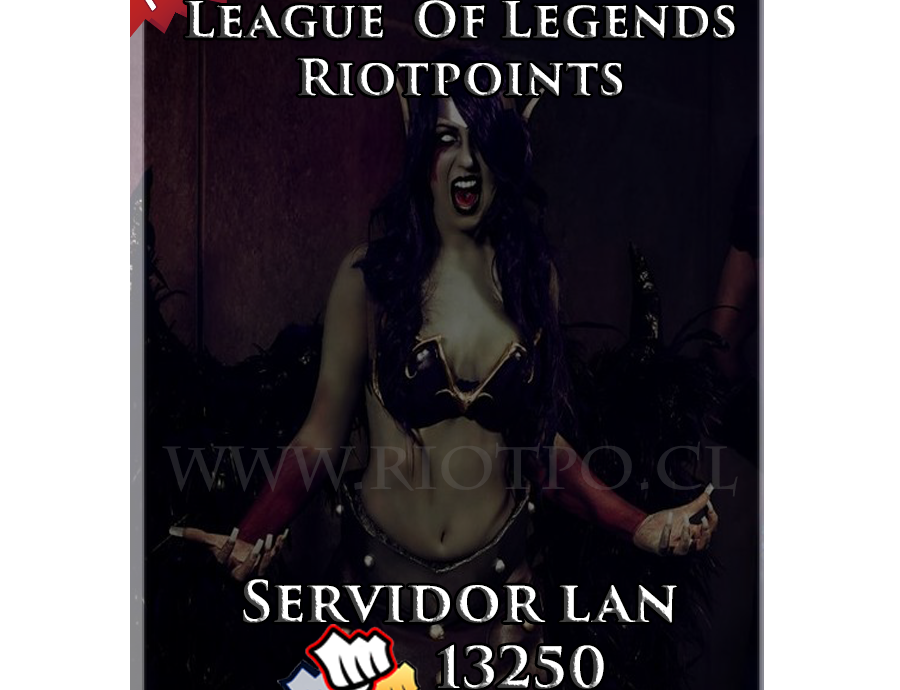 League Of Legends
Riotpoints
www.riotpo.cl
Servidor LAN
13250